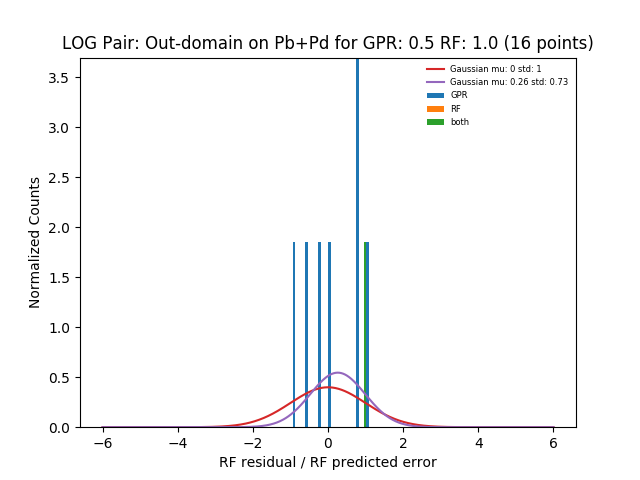 LOG Pair: Out-domain on Pb+Pd for GPR: 0.5 RF: 1.0 (16 points)
Gaussian mu: 0 std: 1
Gaussian mu: 0.26 std: 0.73
GPR
RF
both
3.5
3.0
2.5
2.0
1.5
1.0
0.5
0.0
Normalized Counts
−6 −4 −2 0 2 4 6
RF residual / RF predicted error